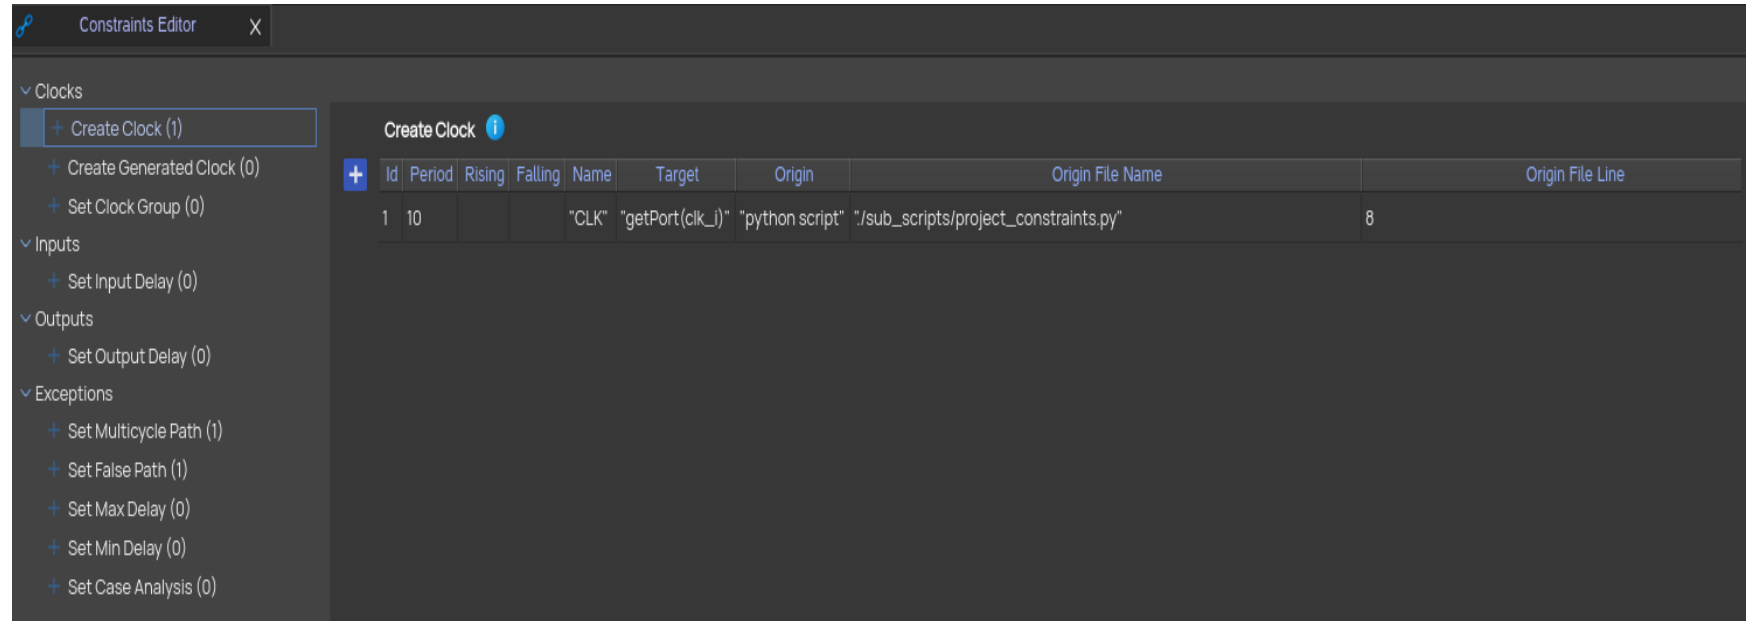 Constraints Editor X
Clocks
Create Clock (1)
Create Generated Clock (0)
Set Clock Group (0)
Inputs
Set Input Delay (0)
Outputs
Set Output Delay (0)
Exceptions
Set Multicycle Path (1)
Set False Path (1)
Set Max Delay (0)
Set Min Delay (0)
Set Case Analysis (0)
Create Clock i
Id Period Rising Falling Name Target Origin Origin File Name Origin File Line
1 10 "CLK" "getPort(clk_i)" "python script" "./sub_scripts/project_constraints.py" 8